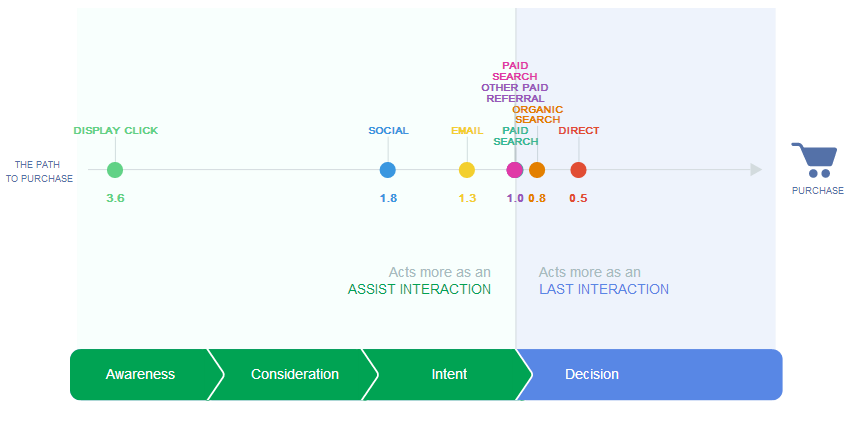 PAID
SEARCH
OTHER PAID
REFERRAL
ORGANIC
SEARCH
DISPLAY CLICK
SOCIAL
EMAIL
PAID
SEARCH
DIRECT
THE PATH
TO PURCHASE
PURCHASE
3.6
1.8
1.3
1.0
0.8
0.5
Acts more as an
ASSIST INTERACTION
Acts more as an
LAST INTERACTION
Awareness
Consideration
Intent
Decision